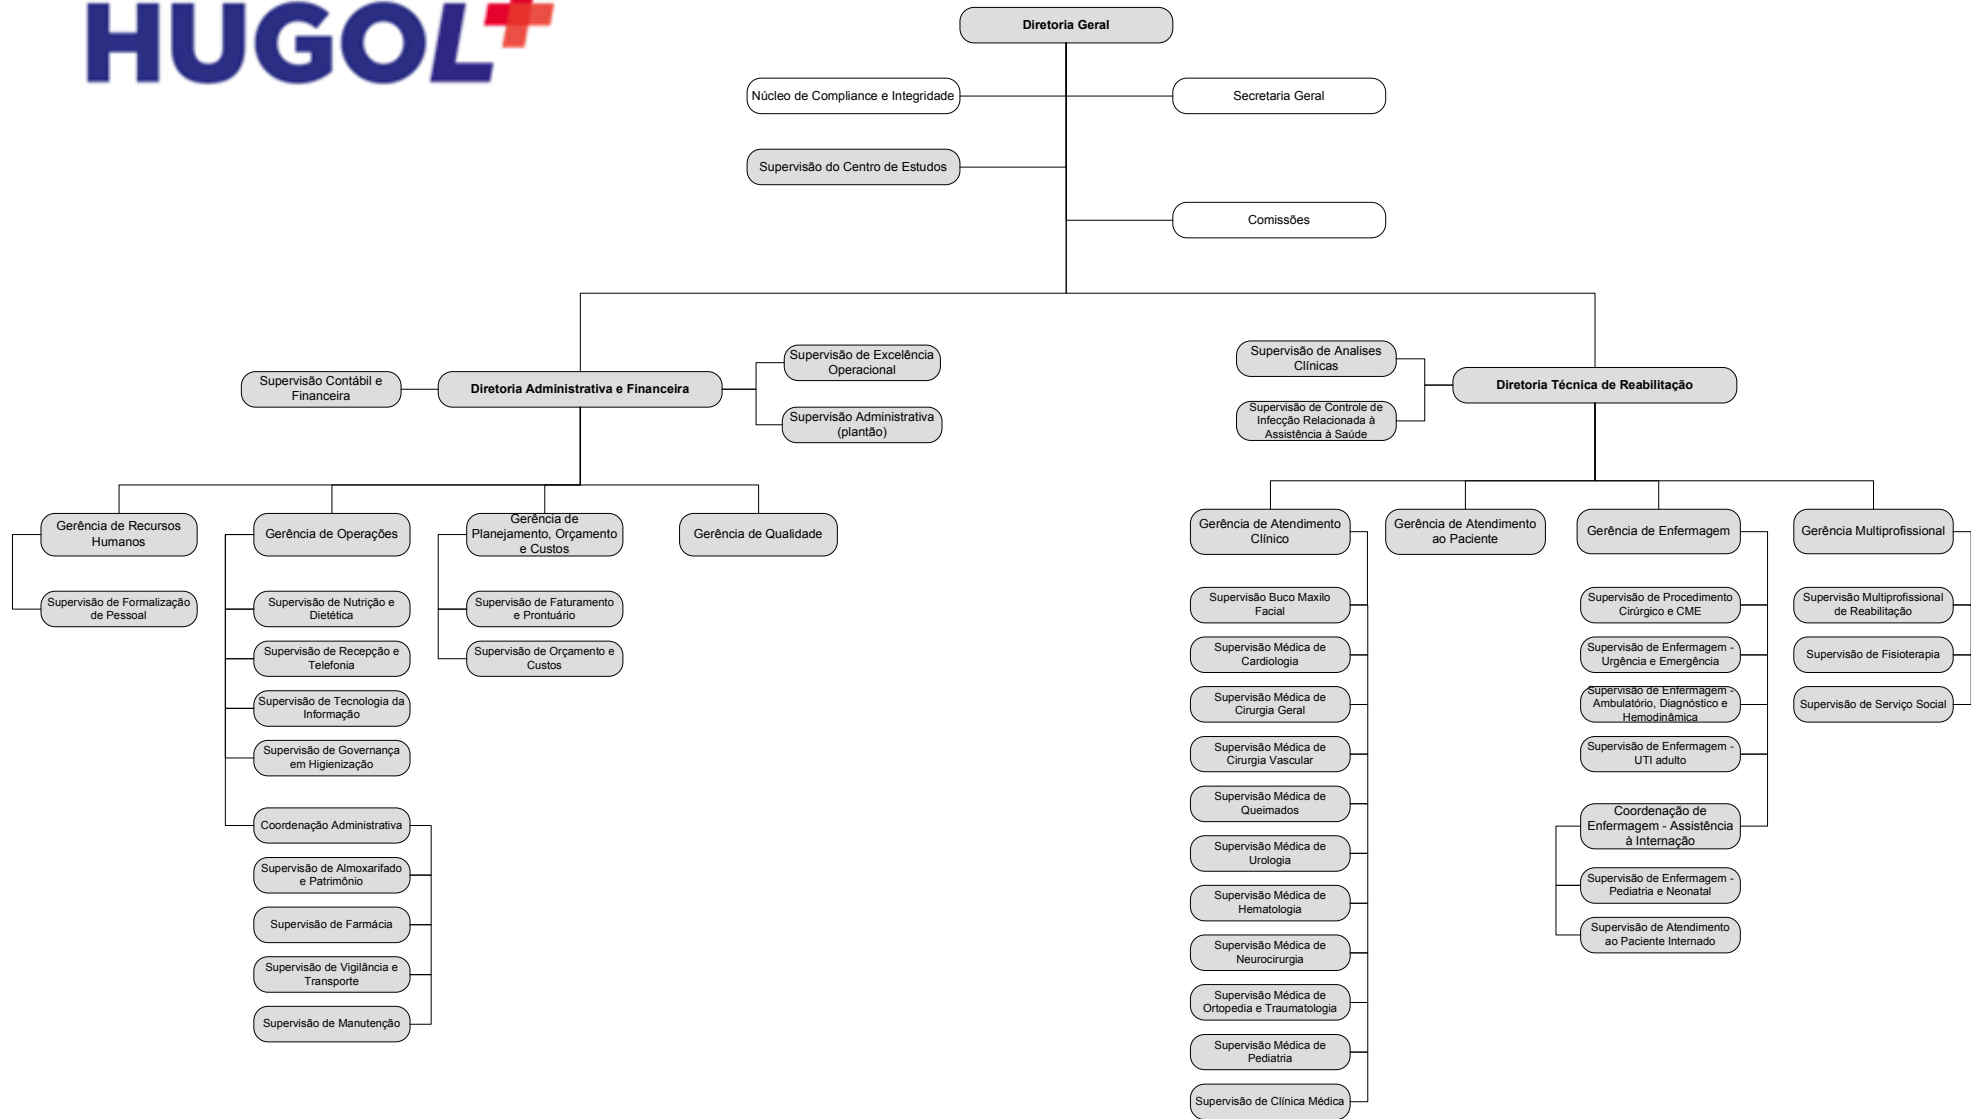 HUGOL
Diretoria Geral
Núcleo de Compliance e Integridade
Secretaria Geral
Supervisão do Centro de Estudos
Comissões
Supervisão Contábil e
Financeira
Diretoria Administrativa e Financeira
Supervisão de Excelência
Operacional
Supervisão Administrativa
(plantão)
Supervisão de Analises
Clínicas
Supervisão de Controle de
Infecção Relacionada à
Assistência à Saúde
Diretoria Técnica de Reabilitação
Gerência de Recursos
Humanos
Supervisão de Formalização
de Pessoal
Gerência de Operações
Supervisão de Nutrição e
Dietética
Supervisão de Recepção e
Telefonia
Supervisão de Tecnologia da
Informação
Supervisão de Governança
em Higienização
Coordenação Administrativa
Supervisão de Almoxarifado
e Patrimônio
Supervisão de Farmácia
Supervisão de Vigilância e
Transporte
Supervisão de Manutenção
Gerência de
Planejamento, Orçamento
e Custos
Supervisão de Faturamento
e Prontuário
Supervisão de Orçamento e
Custos
Gerência de Qualidade
Gerência de Atendimento
Clínico
Supervisão Buco Maxilo
Facial
Supervisão Médica de
Cardiologia
Supervisão Médica de
Cirurgia Geral
Supervisão Médica de
Cirurgia Vascular
Supervisão Médica de
Queimados
Supervisão Médica de
Urologia
Supervisão Médica de
Hematologia
Supervisão Médica de
Neurocirurgia
Supervisão Médica de
Ortopedia e Traumatologia
Supervisão Médica de
Pediatria
Supervisão de Clínica Médica
Gerência de Atendimento
ao Paciente
Gerência de Enfermagem
Supervisão de Procedimento
Cirúrgico e CME
Supervisão de Enfermagem -
Urgência e Emergência
Supervisão de Enfermagem -
Ambulatório, Diagnóstico e
Hemodinâmica
Supervisão de Enfermagem -
UTI adulto
Coordenação de
Enfermagem - Assistência
à Internação
Supervisão de Enfermagem -
Pediatria e Neonatal
Supervisão de Atendimento
ao Paciente Internado
Gerência Multiprofissional
Supervisão Multiprofissional
de Reabilitação
Supervisão de Fisioterapia
Supervisão de Serviço Social